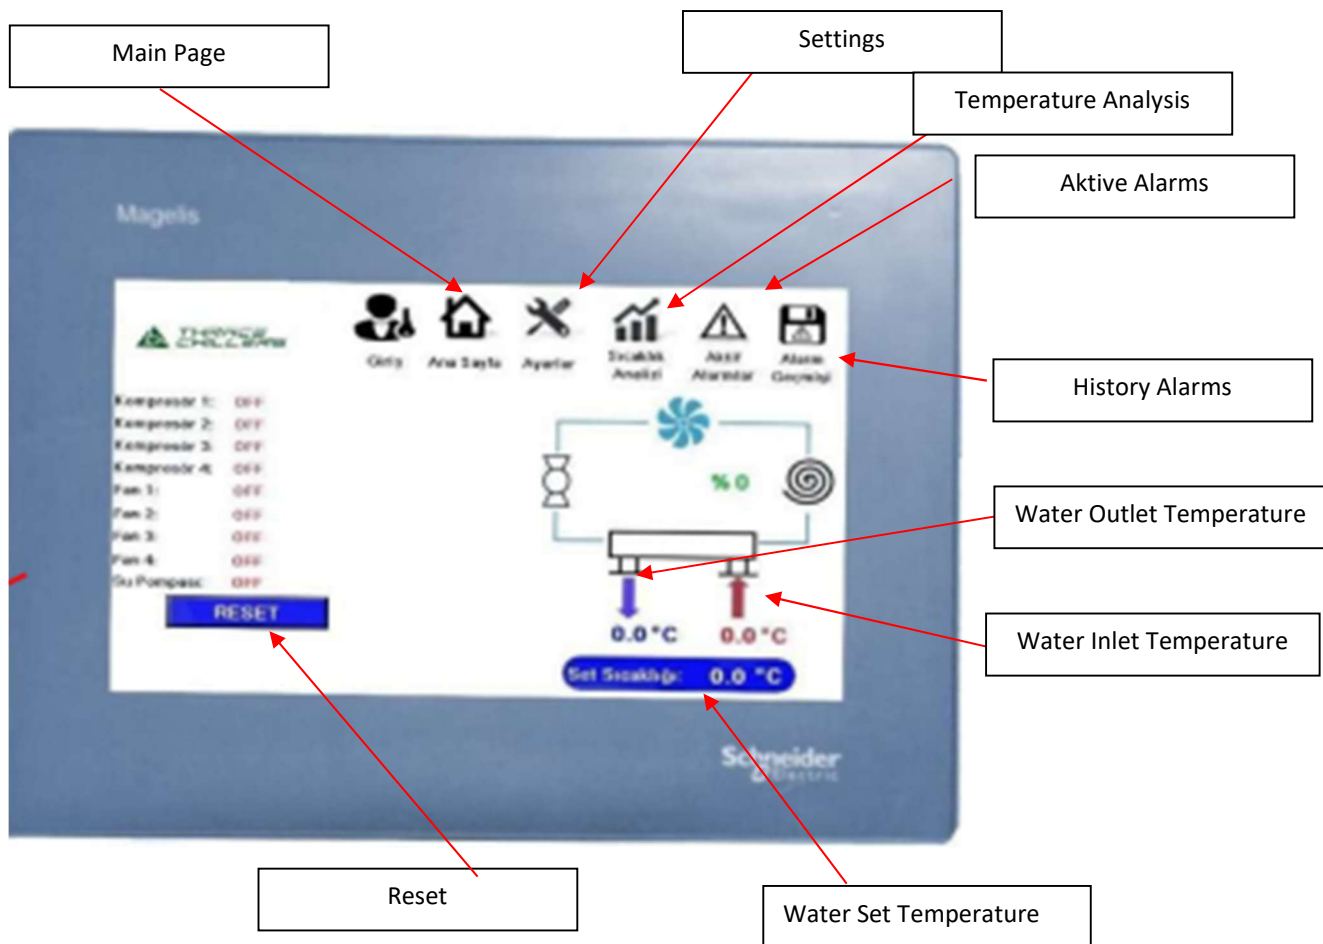 Main Page
Settings
Temperature Analysis
Aktive Alarms
Magelis
THRACE
CHILLERS
Giriş
Ana Sayfa
Ayarlar
Sıcaklık
Analizi
Aktif
Alarmlar
Alarm
Geçmişi
History Alarms
Kompresör 1: OFF
Kompresör 2: OFF
Kompresör 3: OFF
Kompresör 4: OFF
Fan 1: OFF
Fan 2: OFF
Fan 3: OFF
Fan 4: OFF
Su Pompası: OFF
RESET
% 0
Water Outlet Temperature
Water Inlet Temperature
0.0 °C
0.0 °C
Set Sıcaklığı: 0.0 °C
Schneider
Electric
Reset
Water Set Temperature